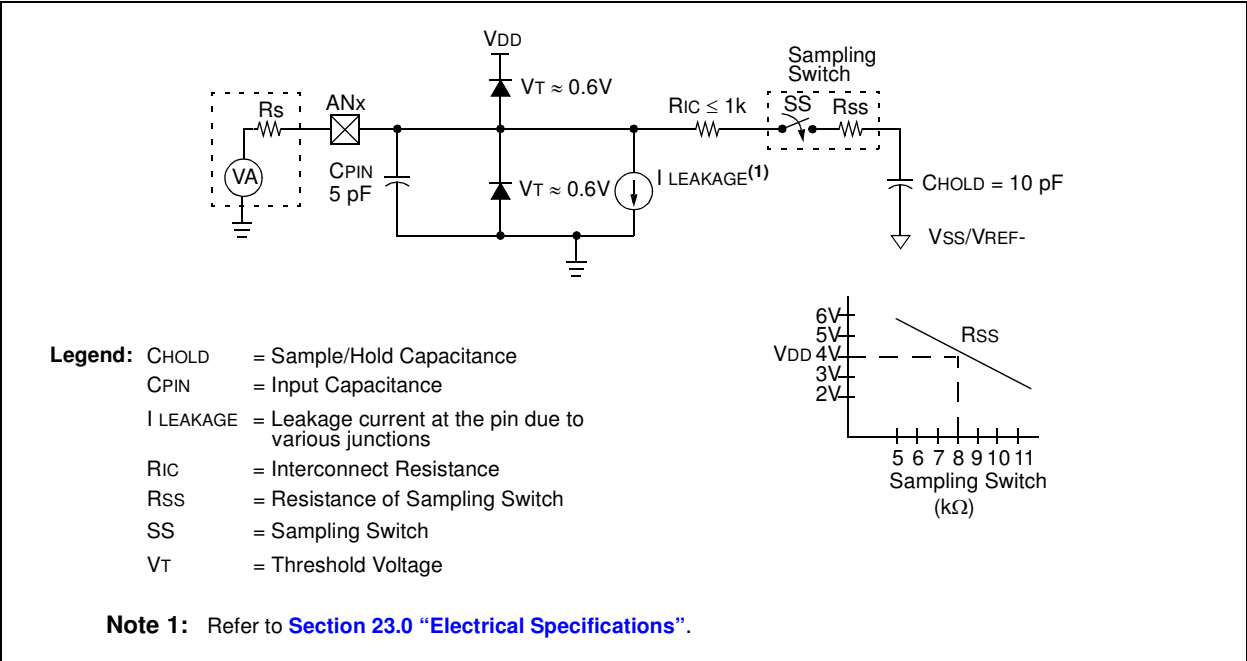 VDD
Sampling
Switch
VT ≈ 0.6V
RS
ANx
RIC ≤ 1k
SS
RSS
VA
CPIN
5 pF
VT ≈ 0.6V
I LEAKAGE(1)
CHOLD = 10 pF
VSS/VREF-
6V
5V
VDD 4V
3V
2V
RSS
5 6 7 8 9 10 11
Sampling Switch
(kΩ)
Legend: CHOLD = Sample/Hold Capacitance
CPIN = Input Capacitance
I LEAKAGE = Leakage current at the pin due to
various junctions
RIC = Interconnect Resistance
RSS = Resistance of Sampling Switch
SS = Sampling Switch
VT = Threshold Voltage
Note 1: Refer to Section 23.0 “Electrical Specifications”.